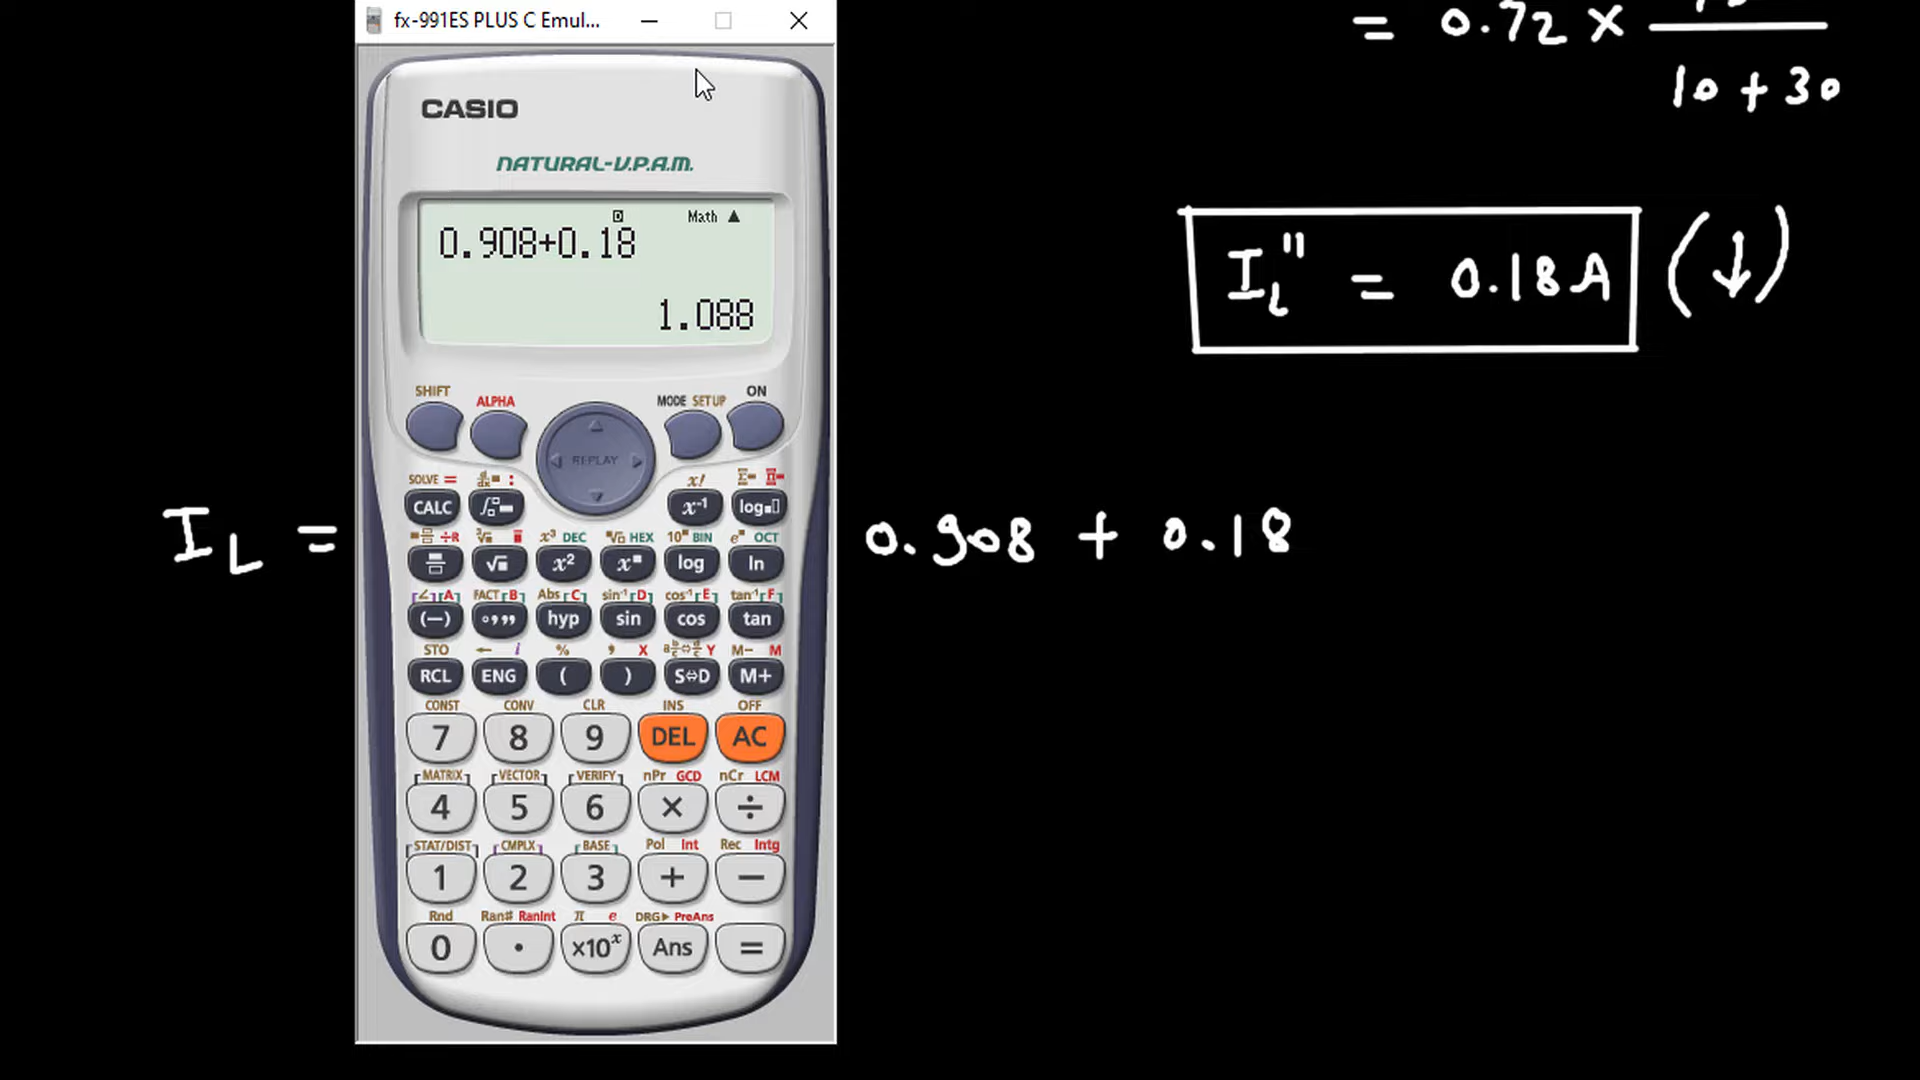 fx-991ES PLUS C Emul...
= 0.72 ×
10 + 30
CASIO
NATURAL-V.P.A.M.
D Math ▲
0.908+0.18
1.088
I_L'' = 0.18A (↓)
SHIFT ALPHA MODE SETUP ON
REPLAY
SOLVE = d/dx : x! Σ Π
CALC ∫ x⁻¹ log
÷R ³√ x³ DEC HEX 10 BIN e OCT
√ x² x log ln
∠ A FACT B Abs C sin⁻¹ D cos⁻¹ E tan⁻¹ F
(−) °''' hyp sin cos tan
STO ← i % , X a b/c⇔d/c Y M− M
RCL ENG ( ) S⇔D M+
CONST CONV CLR INS OFF
7 8 9 DEL AC
MATRIX VECTOR VERIFY nPr GCD nCr LCM
4 5 6 × ÷
STAT/DIST CMPLX BASE Pol Int Rec Intg
1 2 3 + −
Rnd Ran# RanInt π e DRG▸ PreAns
0 • ×10ˣ Ans =
I_L = 0.908 + 0.18